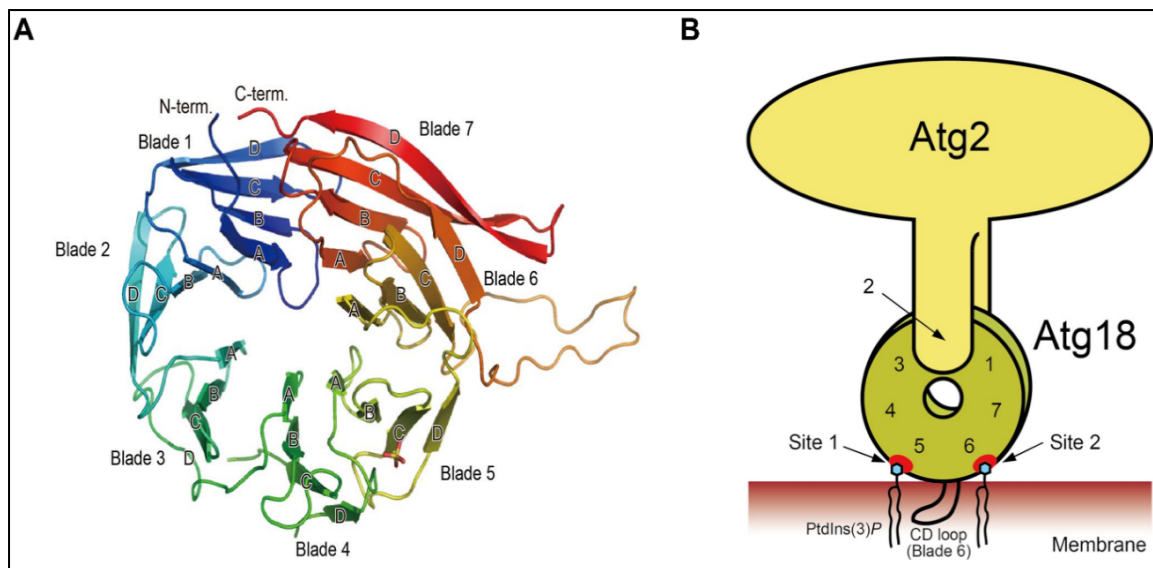 A
N-term.
C-term.
Blade 1
D
Blade 7
D
C
C
B
B
A
A
D
Blade 2
D
C
B
A
C
B
A
Blade 6
A
B
C
D
A
B
C
A
B
C
D
Blade 3
D
Blade 5
Blade 4
B
Atg2
2
Atg18
3
1
4
7
5
6
Site 1
Site 2
PtdIns(3)P
CD loop
(Blade 6)
Membrane